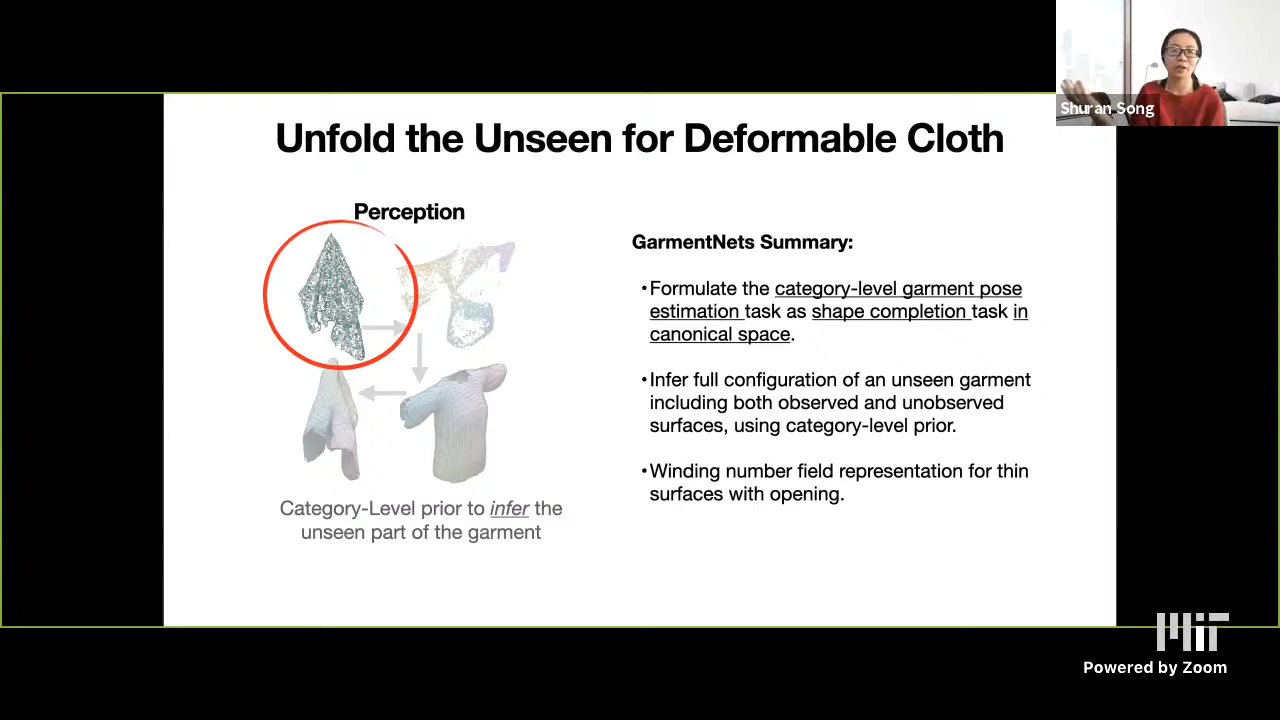 Shuran Song
Unfold the Unseen for Deformable Cloth
Perception
Category-Level prior to infer the
unseen part of the garment
GarmentNets Summary:
•Formulate the category-level garment pose
estimation task as shape completion task in
canonical space.
•Infer full configuration of an unseen garment
including both observed and unobserved
surfaces, using category-level prior.
•Winding number field representation for thin
surfaces with opening.
MIT
Powered by Zoom